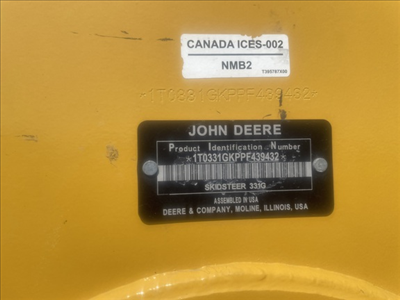 CANADA ICES-002
NMB2
*1T0331GKPPF439432*
JOHN DEERE
Product Identification Number
*1T0331GKPPF439432*
SKIDSTEER 331G
ASSEMBLED IN USA
DEERE & COMPANY, MOLINE, ILLINOIS, USA